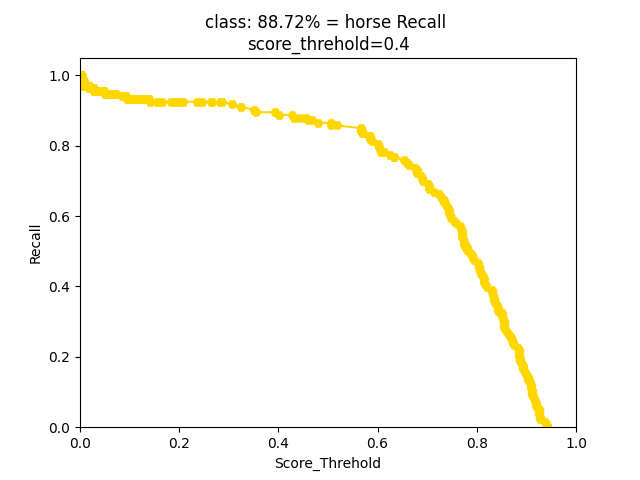 class: 88.72% = horse Recall
score_threhold=0.4
1.0
0.8
0.6
0.4
0.2
0.0
Recall
0.0 0.2 0.4 0.6 0.8 1.0
Score_Threhold